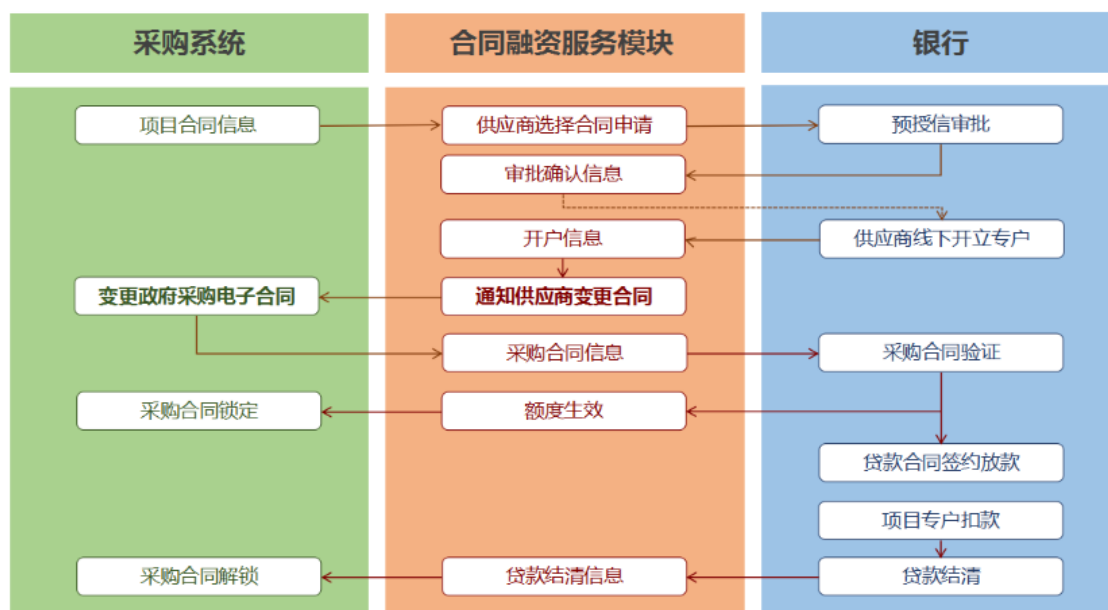 采购系统
合同融资服务模块
银行
项目合同信息
供应商选择合同申请
预授信审批
审批确认信息
开户信息
供应商线下开立专户
变更政府采购电子合同
通知供应商变更合同
采购合同信息
采购合同验证
采购合同锁定
额度生效
贷款合同签约放款
项目专户扣款
采购合同解锁
贷款结清信息
贷款结清